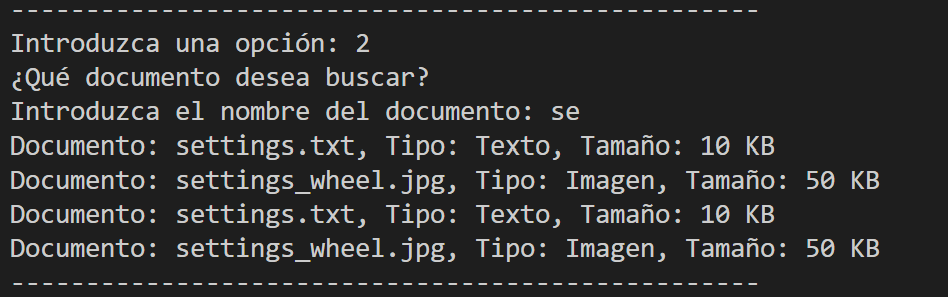 --------------------------------------------------
Introduzca una opción: 2
¿Qué documento desea buscar?
Introduzca el nombre del documento: se
Documento: settings.txt, Tipo: Texto, Tamaño: 10 KB
Documento: settings_wheel.jpg, Tipo: Imagen, Tamaño: 50 KB
Documento: settings.txt, Tipo: Texto, Tamaño: 10 KB
Documento: settings_wheel.jpg, Tipo: Imagen, Tamaño: 50 KB
--------------------------------------------------